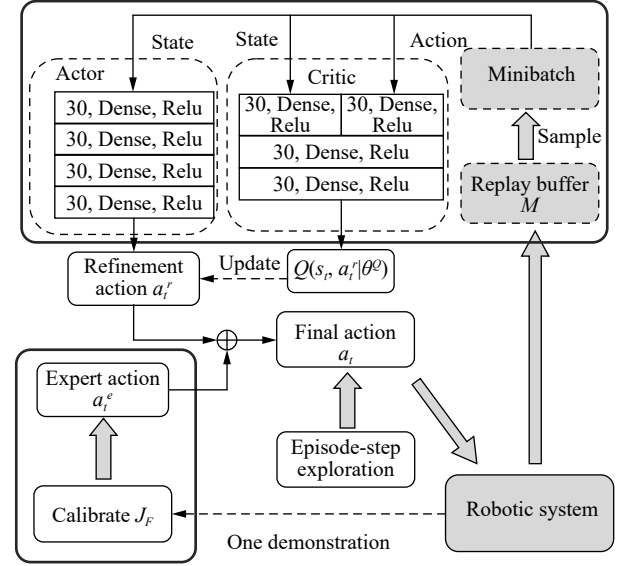 State
State
Action
Actor
Critic
Minibatch
30, Dense, Relu
30, Dense, Relu
30, Dense, Relu
30, Dense, Relu
30, Dense,
Relu
30, Dense,
Relu
30, Dense, Relu
30, Dense, Relu
Sample
Replay buffer
M
Refinement
action a_t^r
Update
Q(s_t, a_t^r|θ^Q)
Final action
a_t
Expert action
a_t^e
Episode-step
exploration
Calibrate J_F
Robotic system
One demonstration